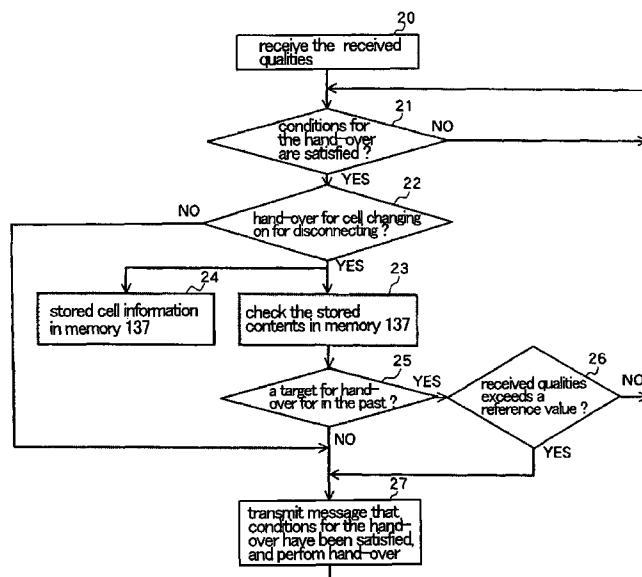 20
receive the received
qualities
21
conditions for
the hand-over
are satisfied ?
NO
YES
22
NO
hand-over for cell changing
on for disconnecting ?
YES
24
stored cell information
in memory 137
23
check the stored
contents in memory 137
25
a target for hand-
over for in the past ?
YES
NO
26
received qualities
exceeds a
reference value ?
NO
YES
27
transmit message that
conditions for the hand-
over have been satisfied,
and perfom hand-over